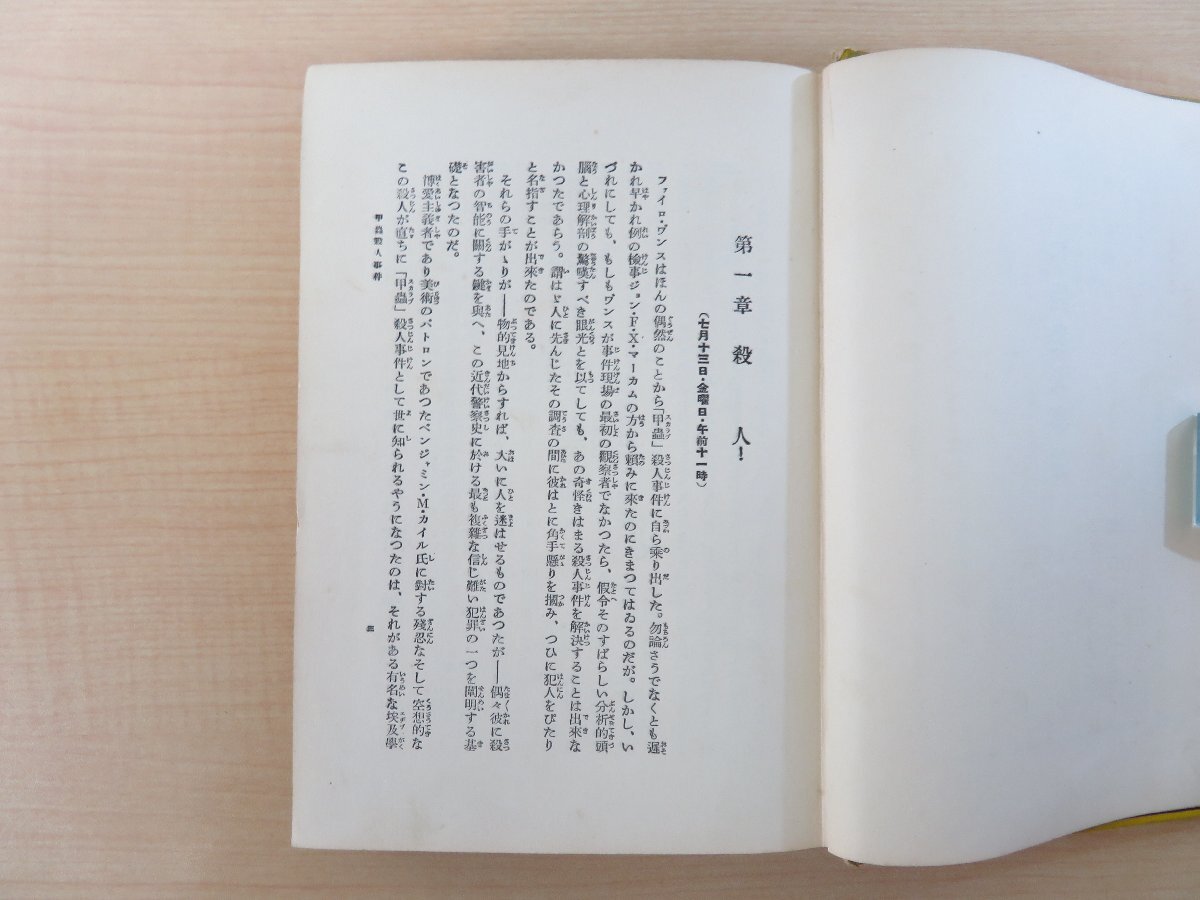 第一章 殺人!
(七月十三日・金曜日・午前十一時)
ファイロ・ヴンスはほんの偶然のことから「甲蟲」殺人事件に自ら乘り出した。勿論さうでなくとも遲
かれ早かれ例の檢事ジョン・F・X・マーカムの方から賴みに來たのにきまつてはゐるのだが。しかし、い
づれにしても、もしもヴンスが事件現場の最初の觀察者でなかつたら、假令そのすばらしい分析的頭
腦と心理解剖の驚嘆すべき眼光とを以てしても、あの奇怪きはまる殺人事件を解決することは出來な
かつたであらう。謂はゞ人に先んじたその調査の間に彼はとに角手懸りを摑み、つひに犯人をぴたり
と名指すことが出來たのである。
それらの手がゝりが――物的見地からすれば、大いに人を迷はせるものであつたが――偶々彼に殺
害者の智能に關する鍵を與へ、この近代警察史に於ける最も複雜な信じ難い犯罪の一つを闡明する基
礎となつたのだ。
博愛主義者であり美術のパトロンであつたベンジャミン・M・カイル氏に對する殘忍なそして空想的な
この殺人が直ちに「甲蟲」殺人事件として世に知られるやうになつたのは、それがある有名な埃及學
甲蟲殺人事件